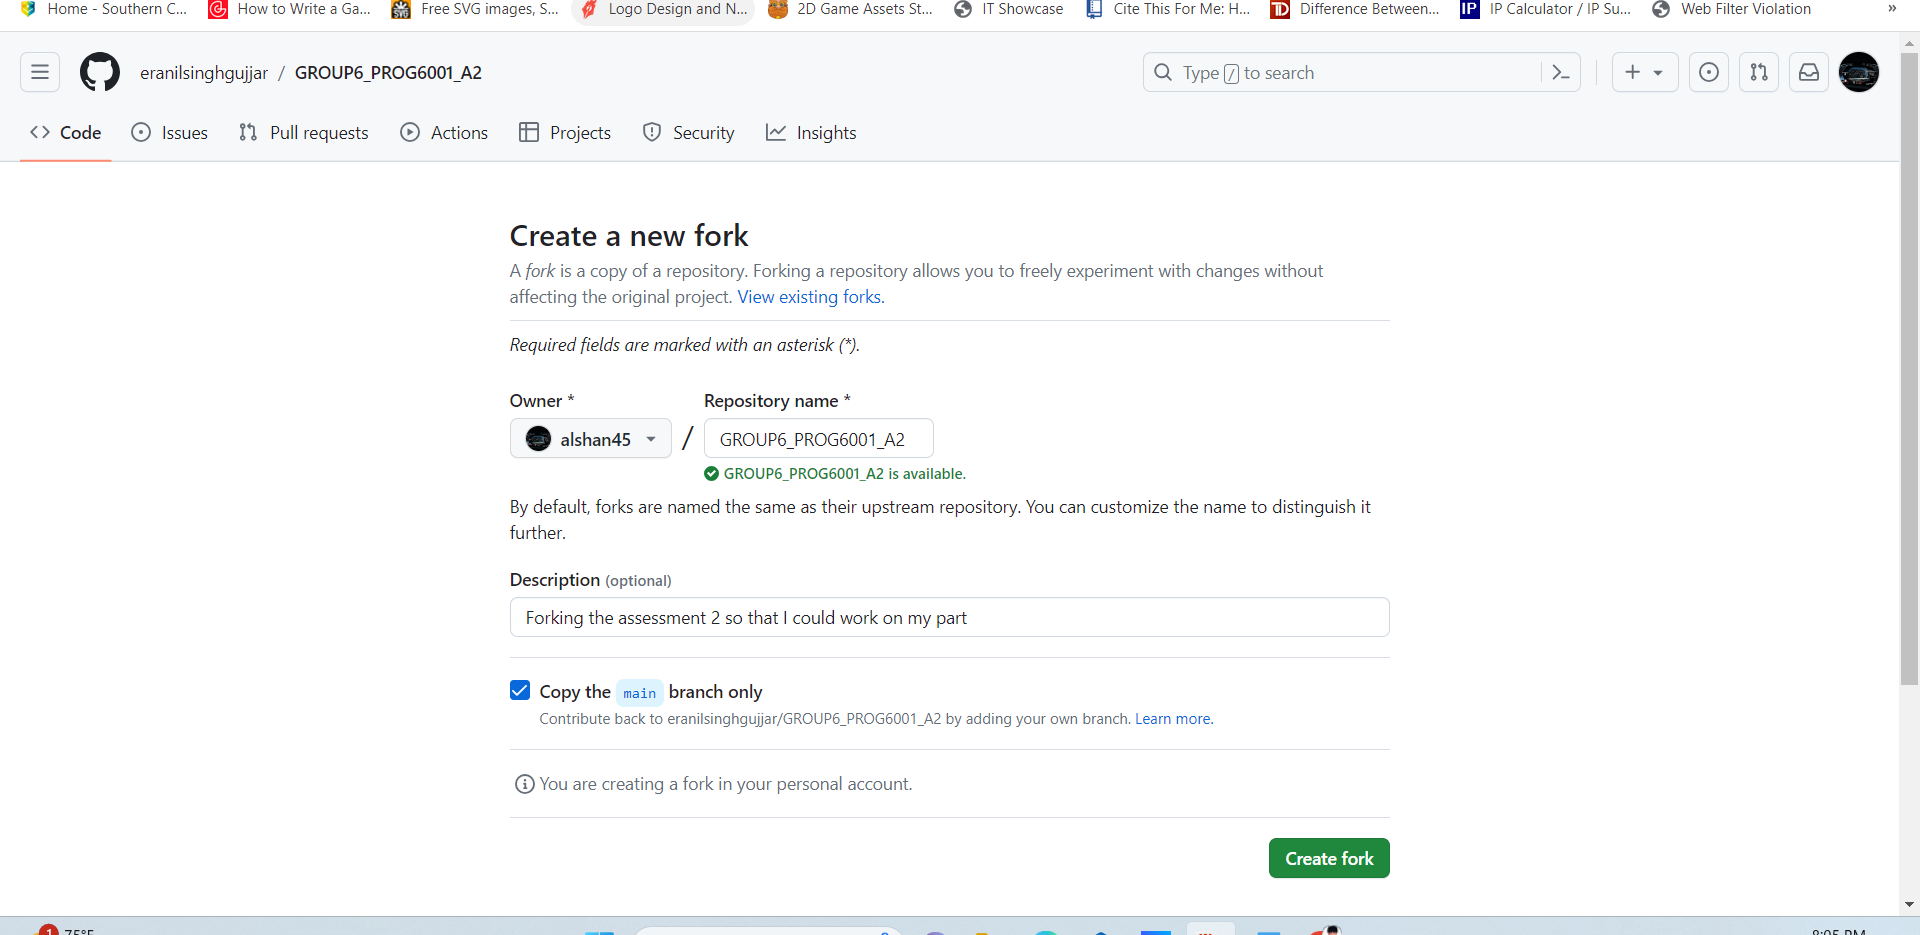 Home - Southern C... How to Write a Ga... Free SVG images, S... Logo Design and N... 2D Game Assets St... IT Showcase Cite This For Me: H... TD Difference Between... IP IP Calculator / IP Su... Web Filter Violation »
eranilsinghgujjar / GROUP6_PROG6001_A2 Type / to search
Code Issues Pull requests Actions Projects Security Insights
Create a new fork
A fork is a copy of a repository. Forking a repository allows you to freely experiment with changes without
affecting the original project. View existing forks.
Required fields are marked with an asterisk (*).
Owner * Repository name *
alshan45 / GROUP6_PROG6001_A2
GROUP6_PROG6001_A2 is available.
By default, forks are named the same as their upstream repository. You can customize the name to distinguish it
further.
Description (optional)
Forking the assessment 2 so that I could work on my part
Copy the main branch only
Contribute back to eranilsinghgujjar/GROUP6_PROG6001_A2 by adding your own branch. Learn more.
You are creating a fork in your personal account.
Create fork
1 75°F 8:05 PM